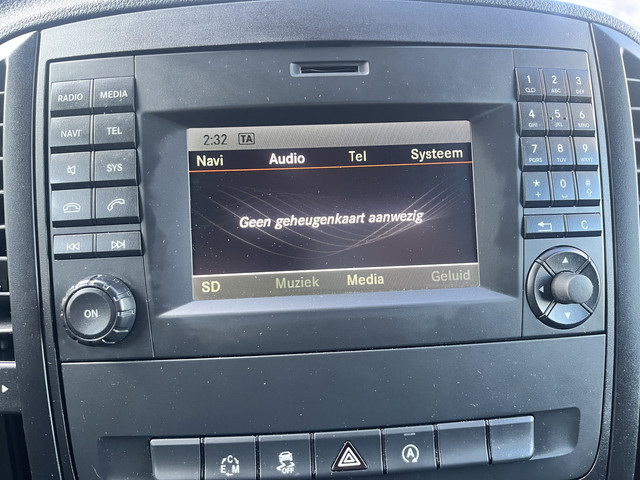 RADIO MEDIA
NAVI TEL
SYS
ON
2:32 TA
Navi Audio Tel Systeem
Geen geheugenkaart aanwezig
SD Muziek Media Geluid
1 2 ABC 3 DEF
4 GHI 5 6 MNO
7 PQRS 8 TUV 9 WXYZ
* + 0 #
C
C E M
OFF
A